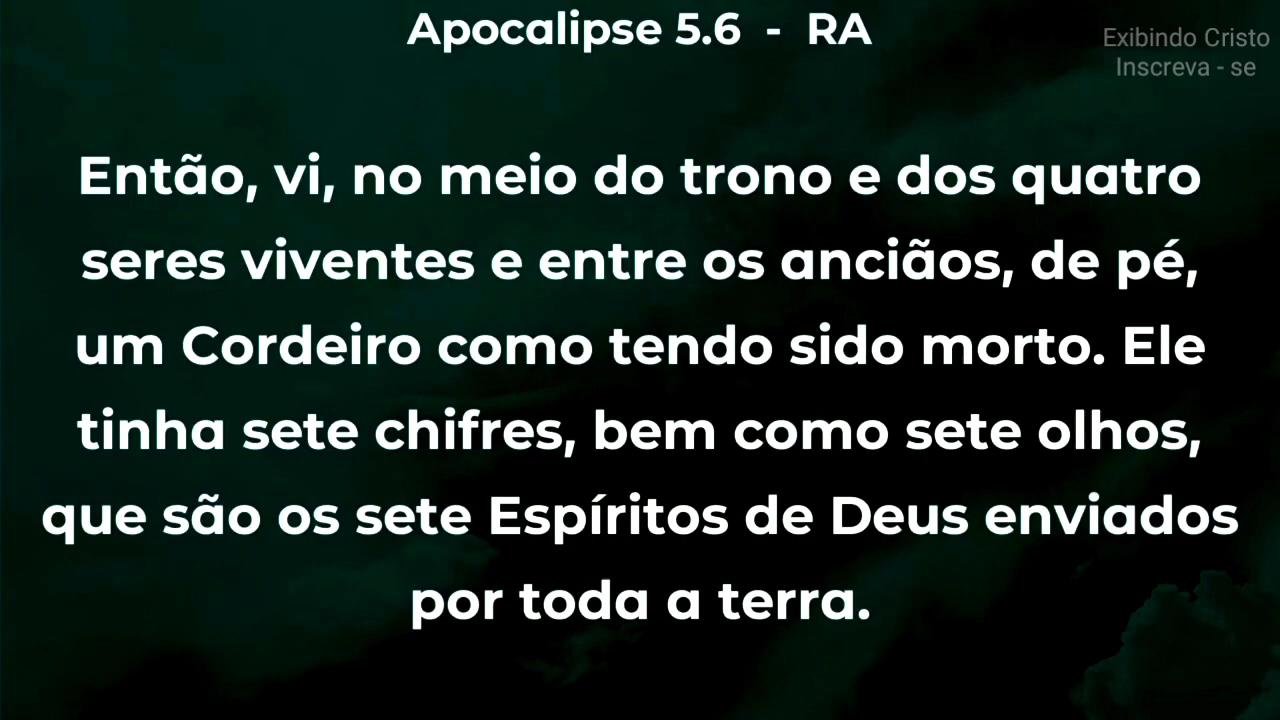 Apocalipse 5.6 - RA
Exibindo Cristo
Inscreva - se
Então, vi, no meio do trono e dos quatro
seres viventes e entre os anciãos, de pé,
um Cordeiro como tendo sido morto. Ele
tinha sete chifres, bem como sete olhos,
que são os sete Espíritos de Deus enviados
por toda a terra.